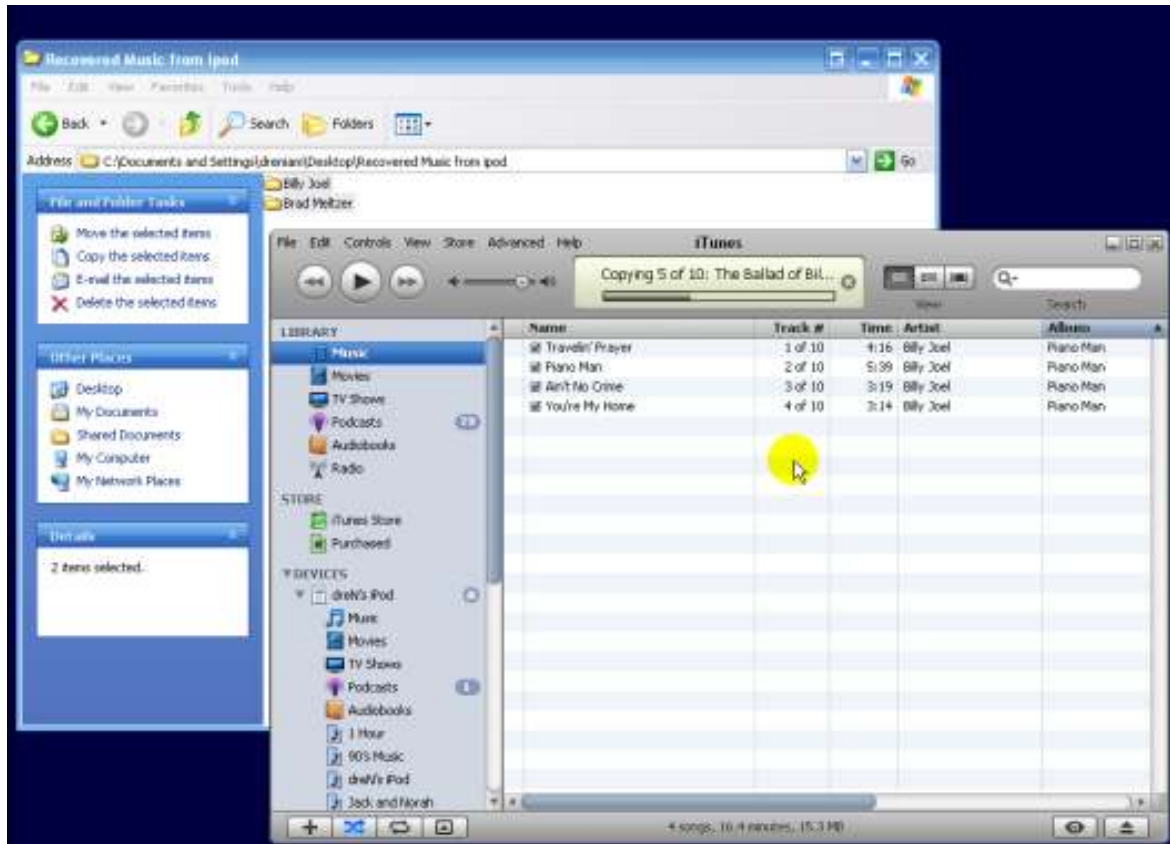 Recovered Music from ipod
File Edit View Favorites Tools Help
Back Search Folders
Address C:\Documents and Settings\drenian\Desktop\Recovered Music from ipod Go
File and Folder Tasks
Move the selected items
Copy the selected items
E-mail the selected items
Delete the selected items
Other Places
Desktop
My Documents
Shared Documents
My Computer
My Network Places
Details
2 items selected.
Billy Joel
Brad Meltzer
File Edit Controls View Store Advanced Help iTunes
Copying 5 of 10: The Ballad of Bil...
View Search
LIBRARY
Music
Movies
TV Shows
Podcasts
Audiobooks
Radio
STORE
iTunes Store
Purchased
DEVICES
dreN's iPod
Music
Movies
TV Shows
Podcasts
Audiobooks
1 Hour
90's Music
dreN's iPod
Jack and Norah
Name Track # Time Artist Album
Travelin' Prayer 1 of 10 4:16 Billy Joel Piano Man
Piano Man 2 of 10 5:39 Billy Joel Piano Man
Ain't No Crime 3 of 10 3:19 Billy Joel Piano Man
You're My Home 4 of 10 3:14 Billy Joel Piano Man
4 songs, 16.4 minutes, 15.3 MB